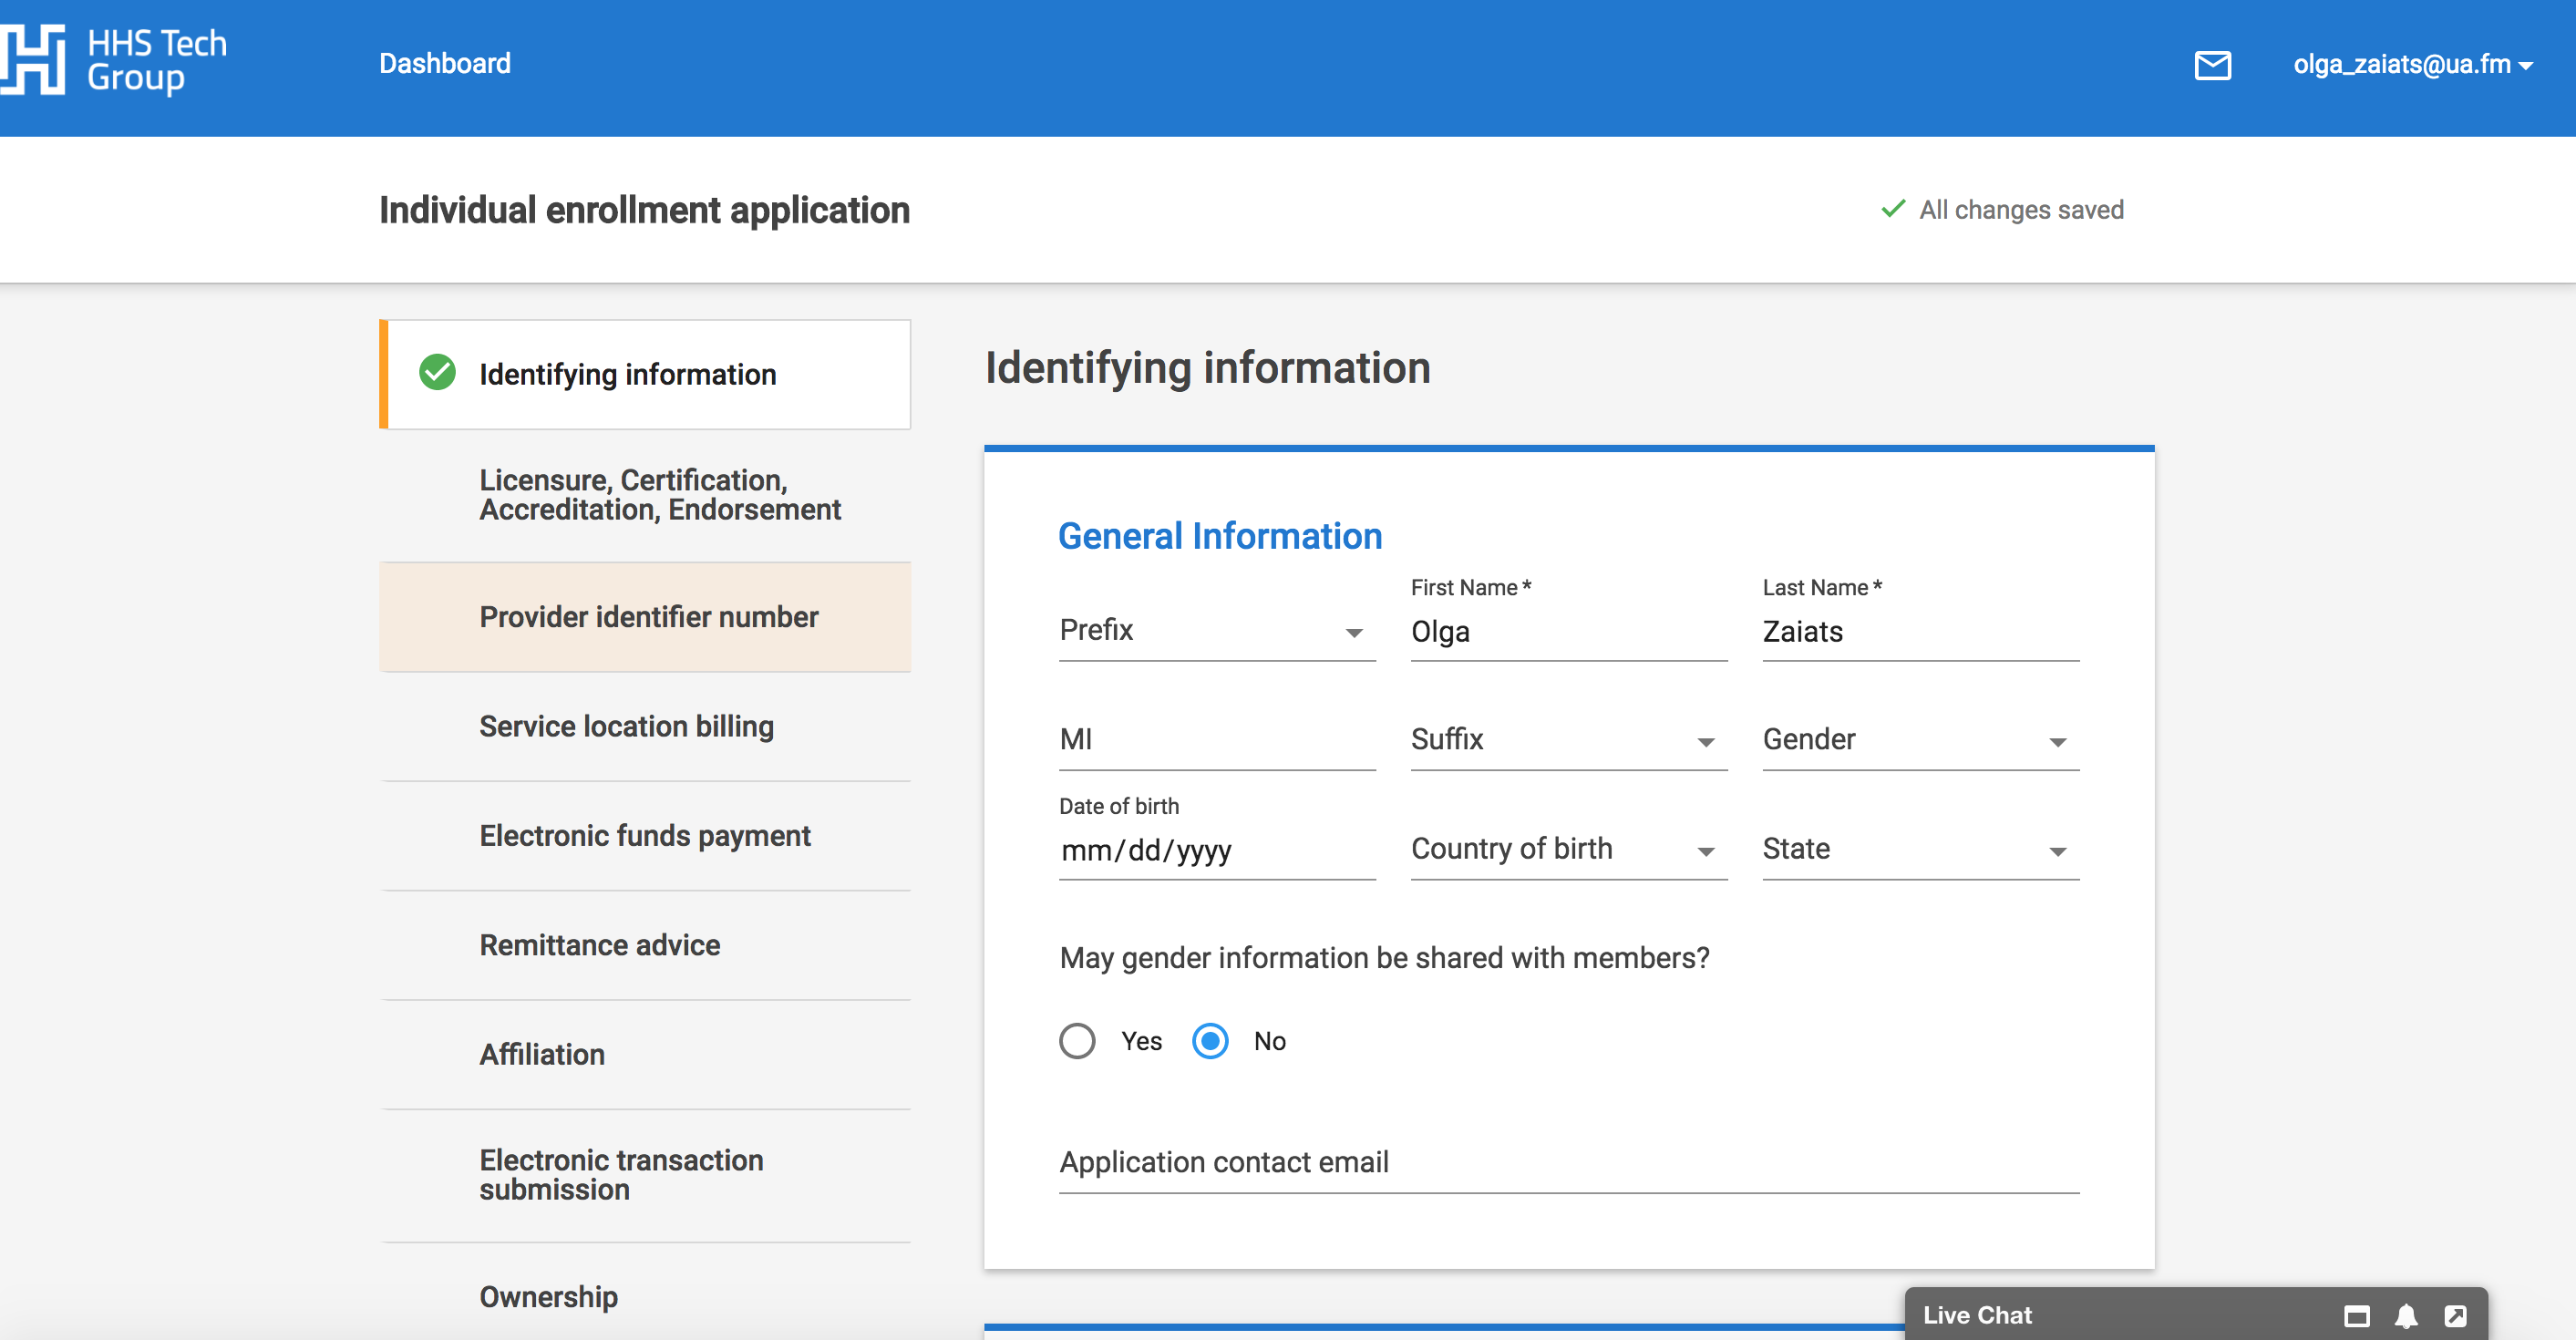 HHS Tech
Group
Dashboard
olga_zaiats@ua.fm
Individual enrollment application
All changes saved
Identifying information
Licensure, Certification,
Accreditation, Endorsement
Provider identifier number
Service location billing
Electronic funds payment
Remittance advice
Affiliation
Electronic transaction
submission
Ownership
Identifying information
General Information
Prefix
First Name *
Olga
Last Name *
Zaiats
MI
Suffix
Gender
Date of birth
mm/dd/yyyy
Country of birth
State
May gender information be shared with members?
Yes
No
Application contact email
Live Chat